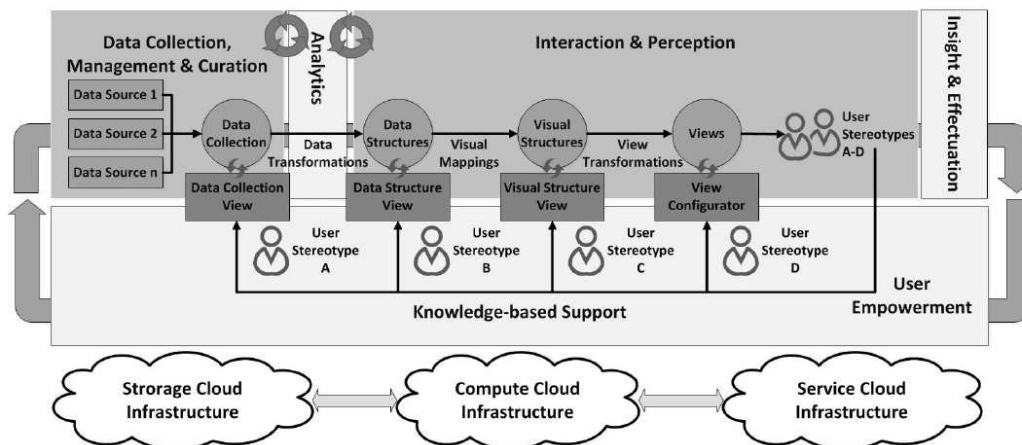 Data Collection,
Management & Curation
Analytics
Interaction & Perception
Insight & Effectuation
Data Source 1
Data Source 2
Data Source n
Data
Collection
Data
Transformations
Data
Structures
Visual
Mappings
Visual
Structures
View
Transformations
Views
User
Stereotypes
A-D
Data Collection
View
Data Structure
View
Visual Structure
View
View
Configurator
User
Stereotype
A
User
Stereotype
B
User
Stereotype
C
User
Stereotype
D
Knowledge-based Support
User
Empowerment
Strorage Cloud
Infrastructure
Compute Cloud
Infrastructure
Service Cloud
Infrastructure